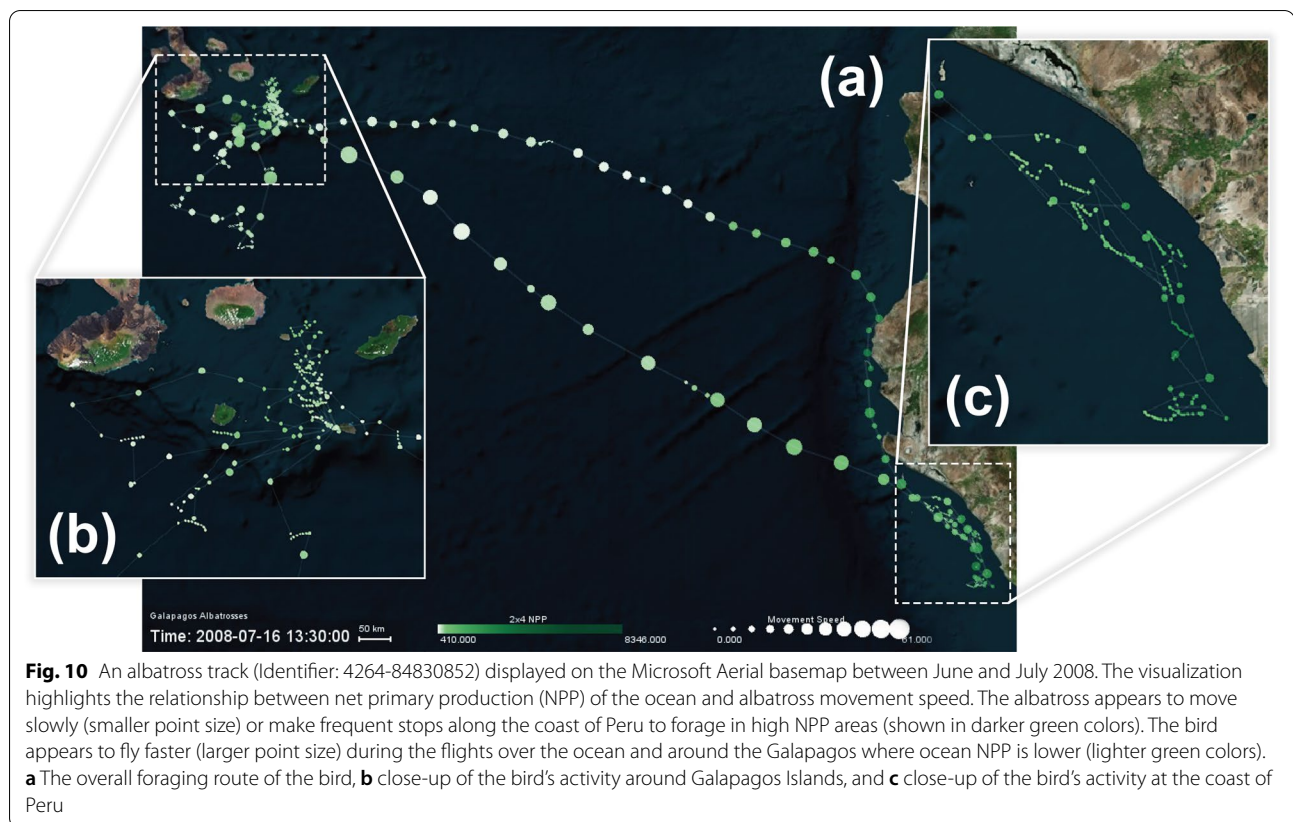 (a)
(b)
(c)
Galapagos Albatrosses
Time: 2008-07-16 13:30:00
50 km
2x4 NPP
410.000
8346.000
Movement Speed
0.000
61.000
Fig. 10 An albatross track (Identifier: 4264-84830852) displayed on the Microsoft Aerial basemap between June and July 2008. The visualization
highlights the relationship between net primary production (NPP) of the ocean and albatross movement speed. The albatross appears to move
slowly (smaller point size) or make frequent stops along the coast of Peru to forage in high NPP areas (shown in darker green colors). The bird
appears to fly faster (larger point size) during the flights over the ocean and around the Galapagos where ocean NPP is lower (lighter green colors).
a The overall foraging route of the bird, b close-up of the bird's activity around Galapagos Islands, and c close-up of the bird's activity at the coast of
Peru